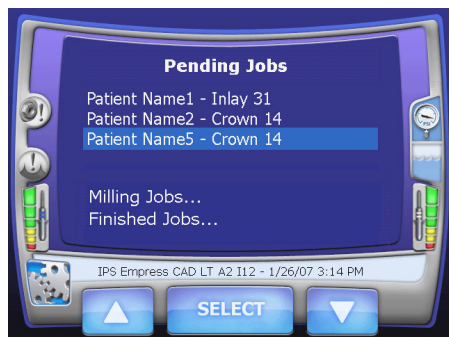 Pending Jobs
Patient Name1 - Inlay 31
Patient Name2 - Crown 14
Patient Name5 - Crown 14
Milling Jobs...
Finished Jobs...
IPS Empress CAD LT A2 I12 - 1/26/07 3:14 PM
SELECT